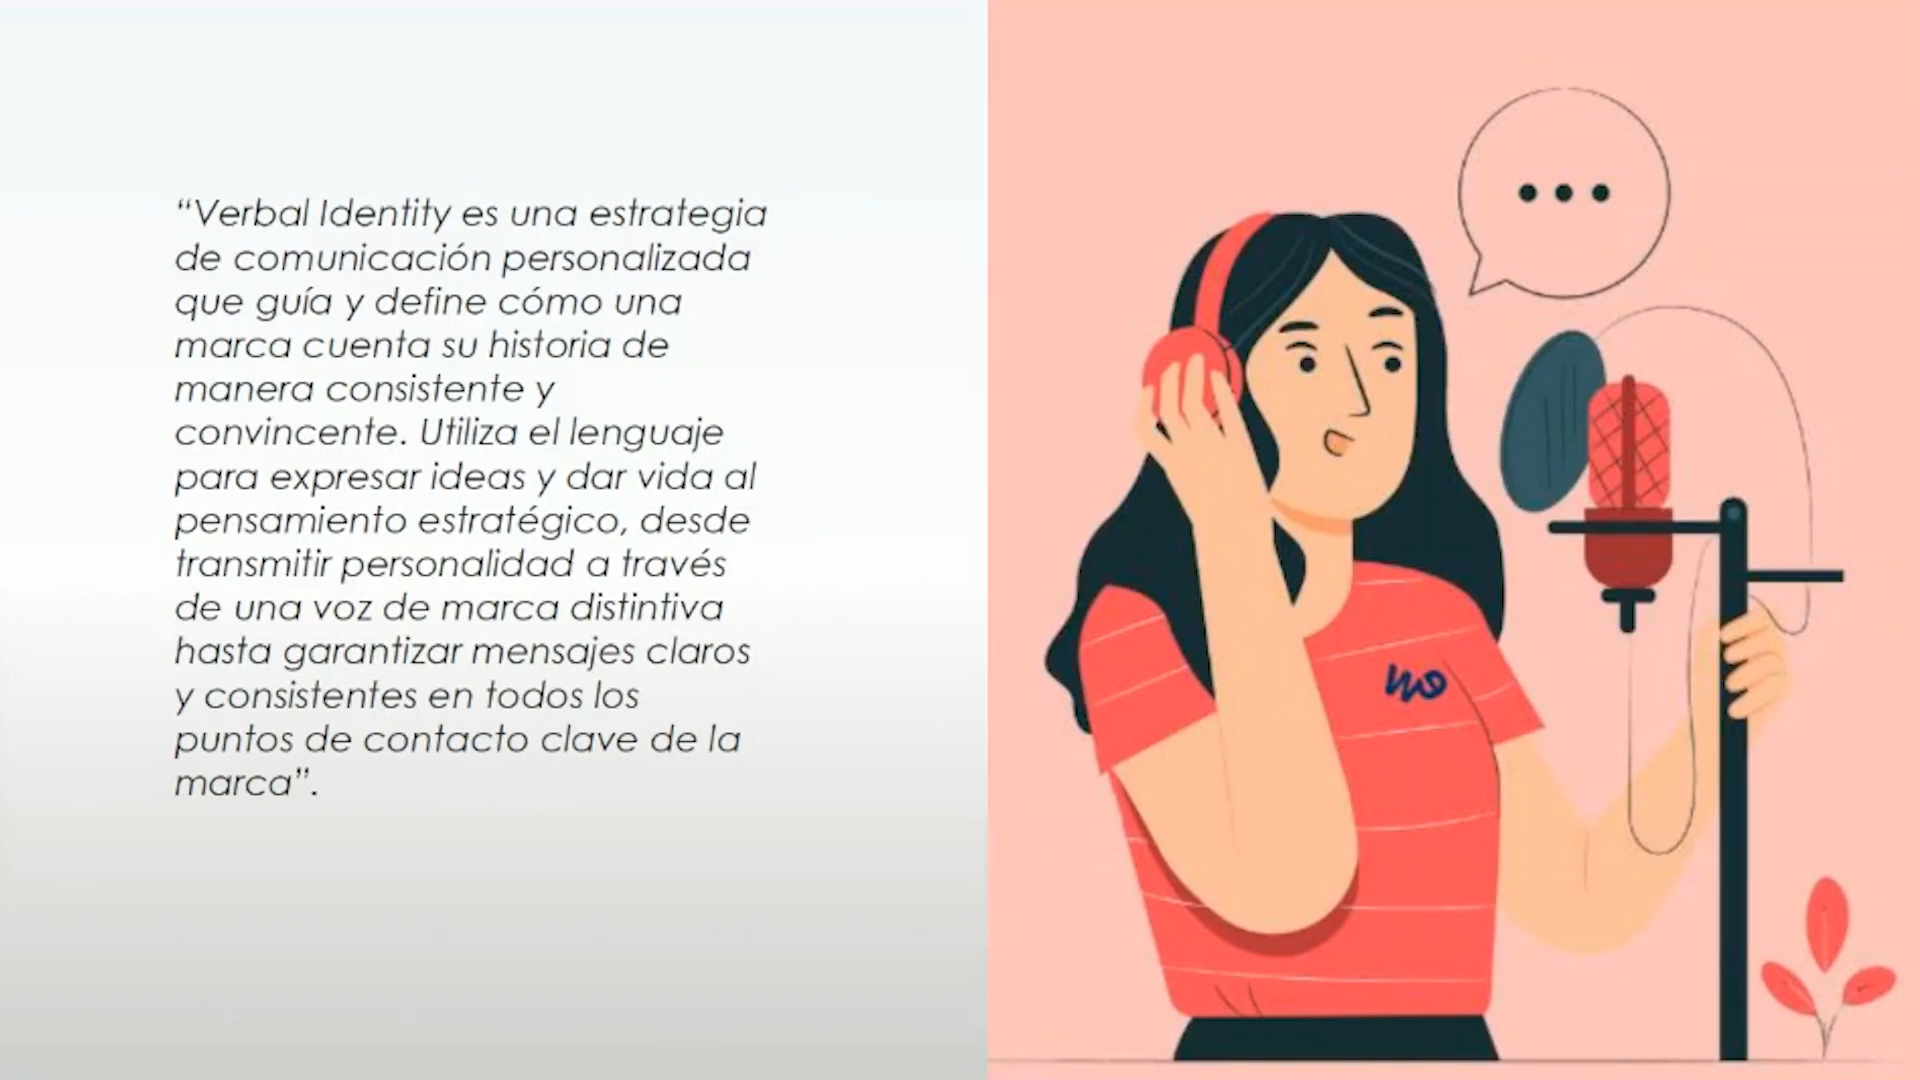 “Verbal Identity es una estrategia
de comunicación personalizada
que guía y define cómo una
marca cuenta su historia de
manera consistente y
convincente. Utiliza el lenguaje
para expresar ideas y dar vida al
pensamiento estratégico, desde
transmitir personalidad a través
de una voz de marca distintiva
hasta garantizar mensajes claros
y consistentes en todos los
puntos de contacto clave de la
marca”.